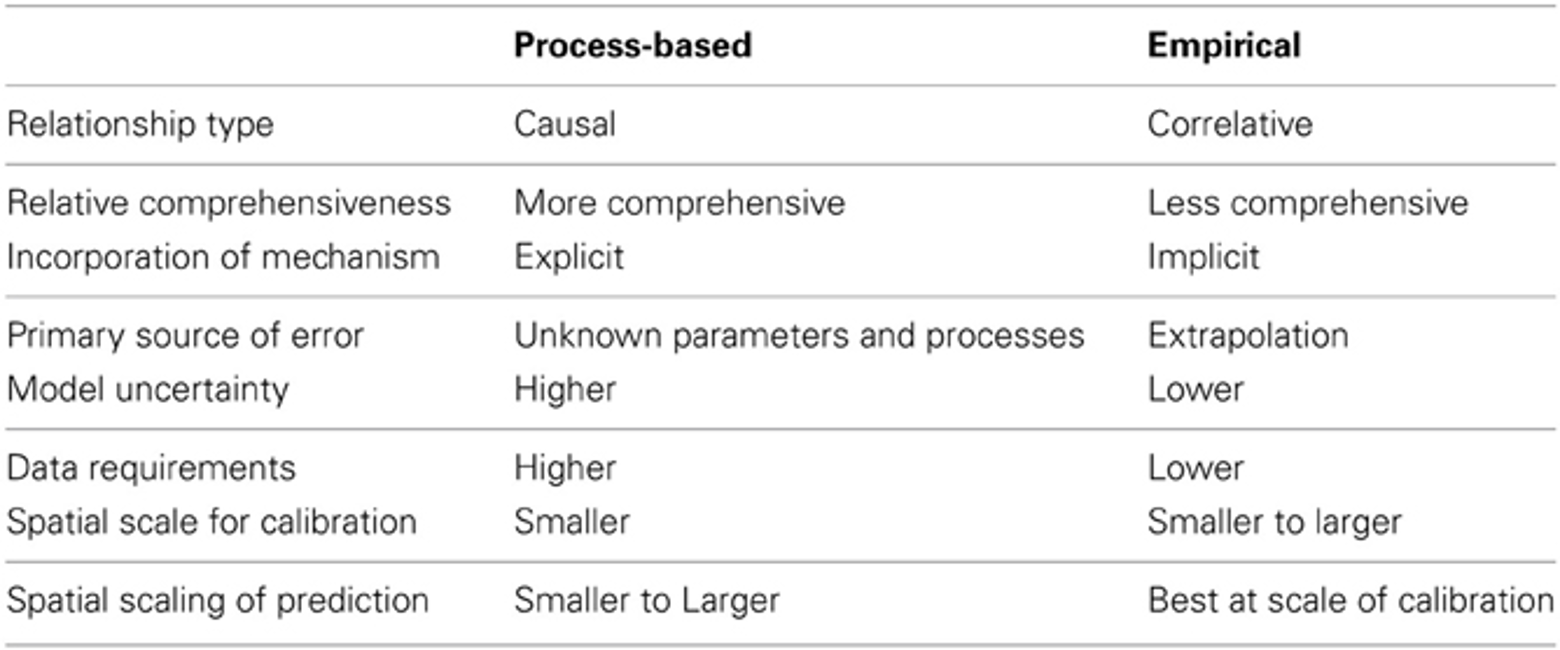 Process-based Empirical
Relationship type Causal Correlative
Relative comprehensiveness More comprehensive Less comprehensive
Incorporation of mechanism Explicit Implicit
Primary source of error Unknown parameters and processes Extrapolation
Model uncertainty Higher Lower
Data requirements Higher Lower
Spatial scale for calibration Smaller Smaller to larger
Spatial scaling of prediction Smaller to Larger Best at scale of calibration